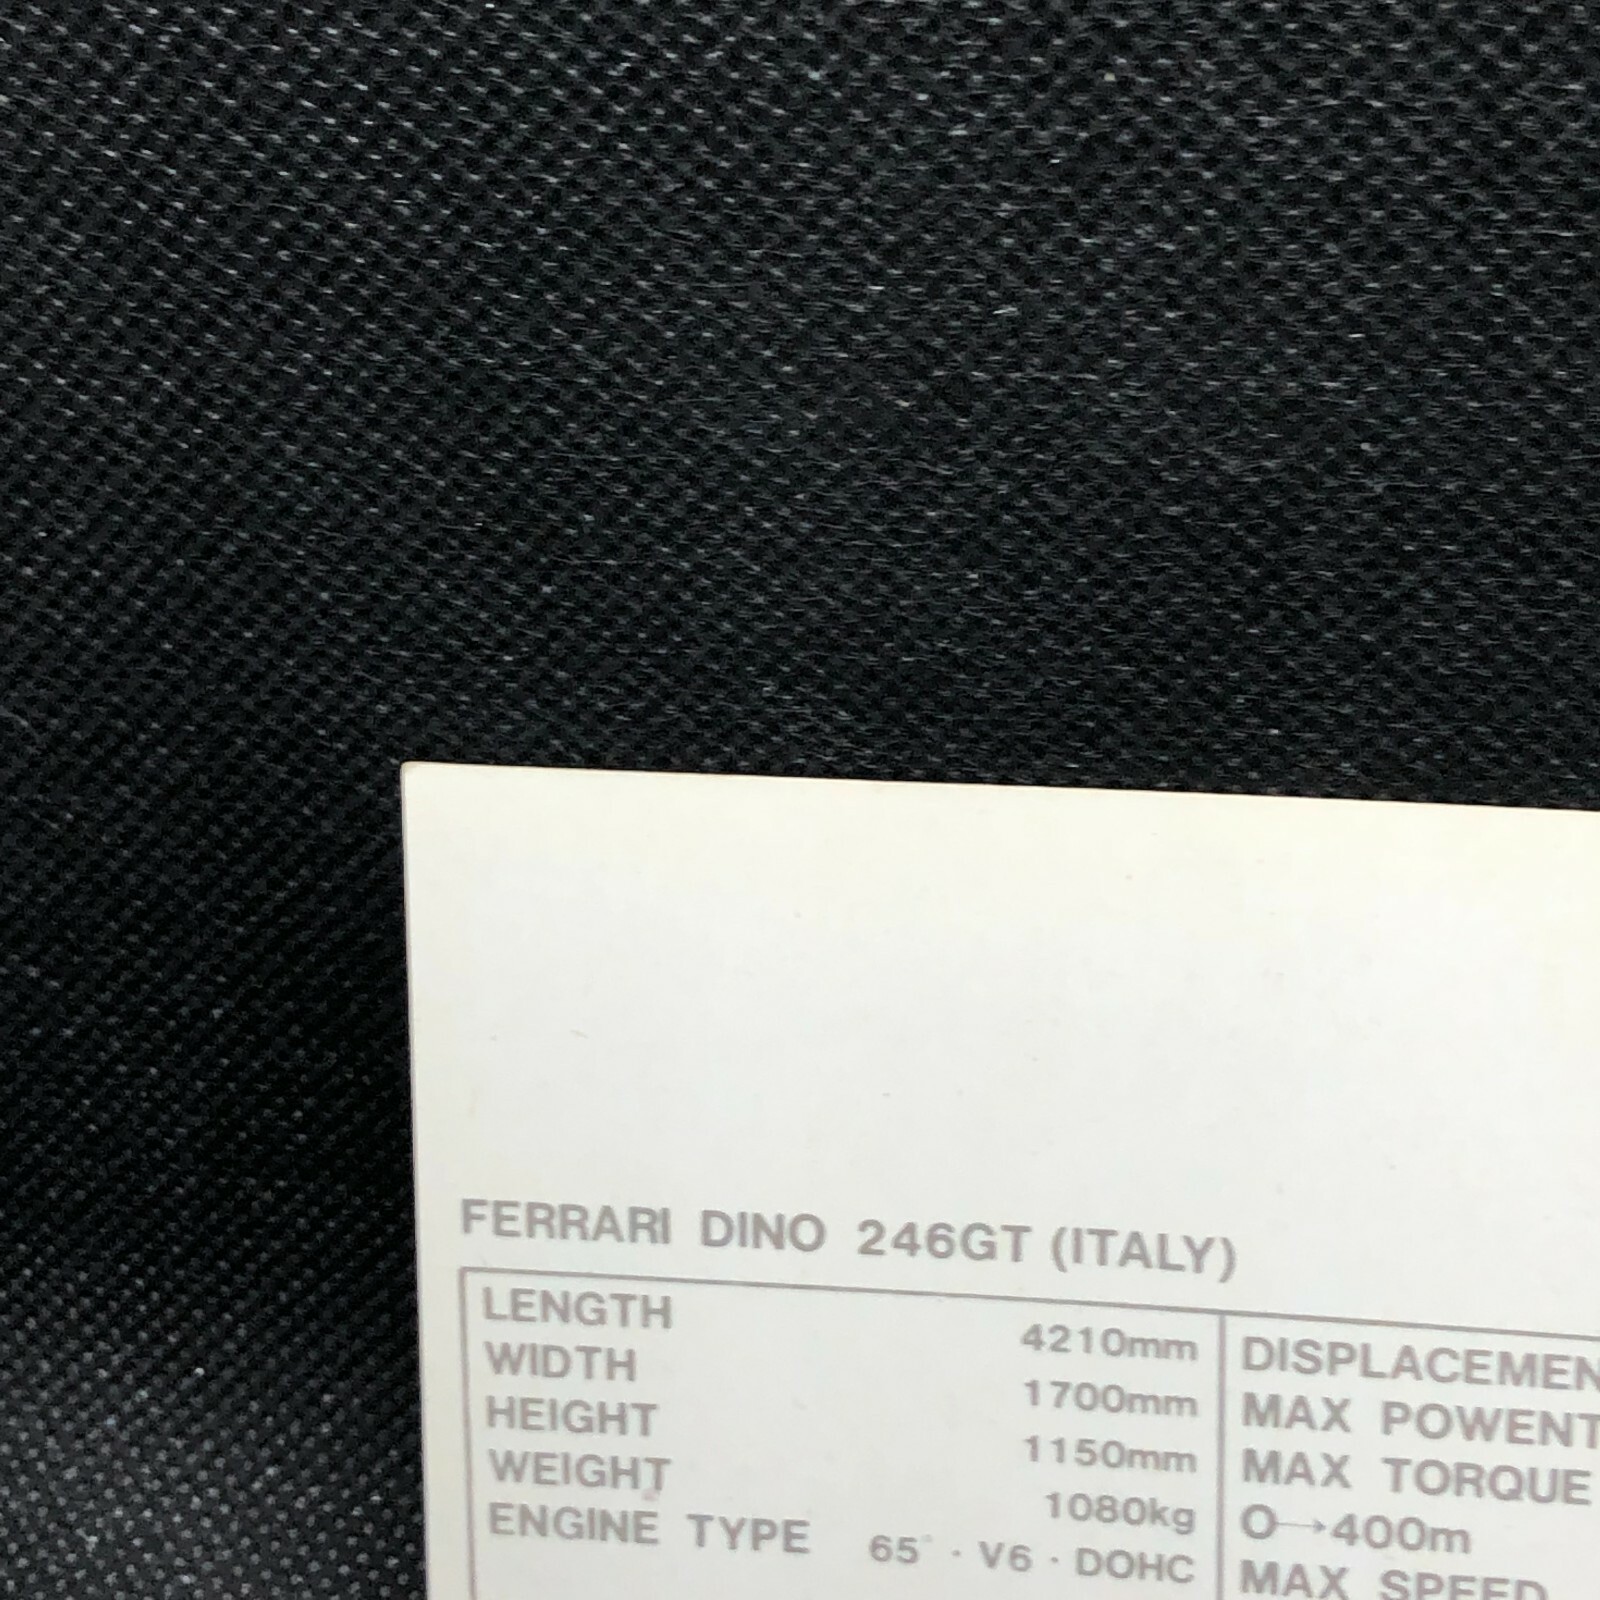 FERRARI DINO 246GT (ITALY)
LENGTH 4210mm
WIDTH 1700mm
HEIGHT 1150mm
WEIGHT 1080kg
ENGINE TYPE 65° · V6 · DOHC
DISPLACEMEN
MAX POWENT
MAX TORQUE
O→400m
MAX SPEED